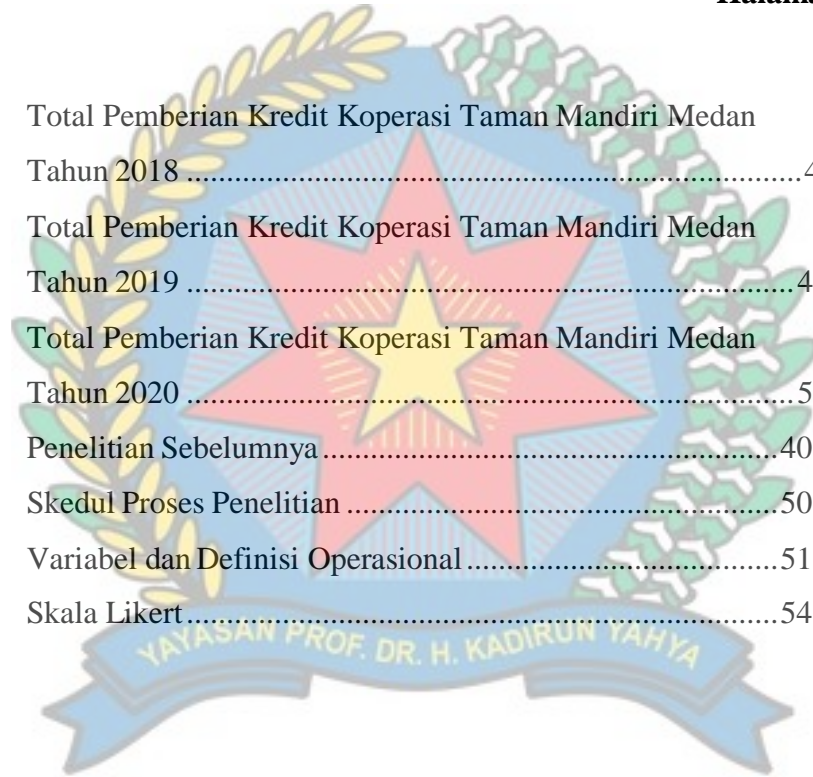 Total Pemberian Kredit Koperasi Taman Mandiri Medan
Tahun 2018 ..........................................................................4
Total Pemberian Kredit Koperasi Taman Mandiri Medan
Tahun 2019 .........................................................................4
Total Pemberian Kredit Koperasi Taman Mandiri Medan
Tahun 2020 .........................................................................5
Penelitian Sebelumnya .......................................................40
Skedul Proses Penelitian ....................................................50
Variabel dan Definisi Operasional .....................................51
Skala Likert .......................................................................54
YAYASAN PROF. DR. H. KADIRUN YAHYA